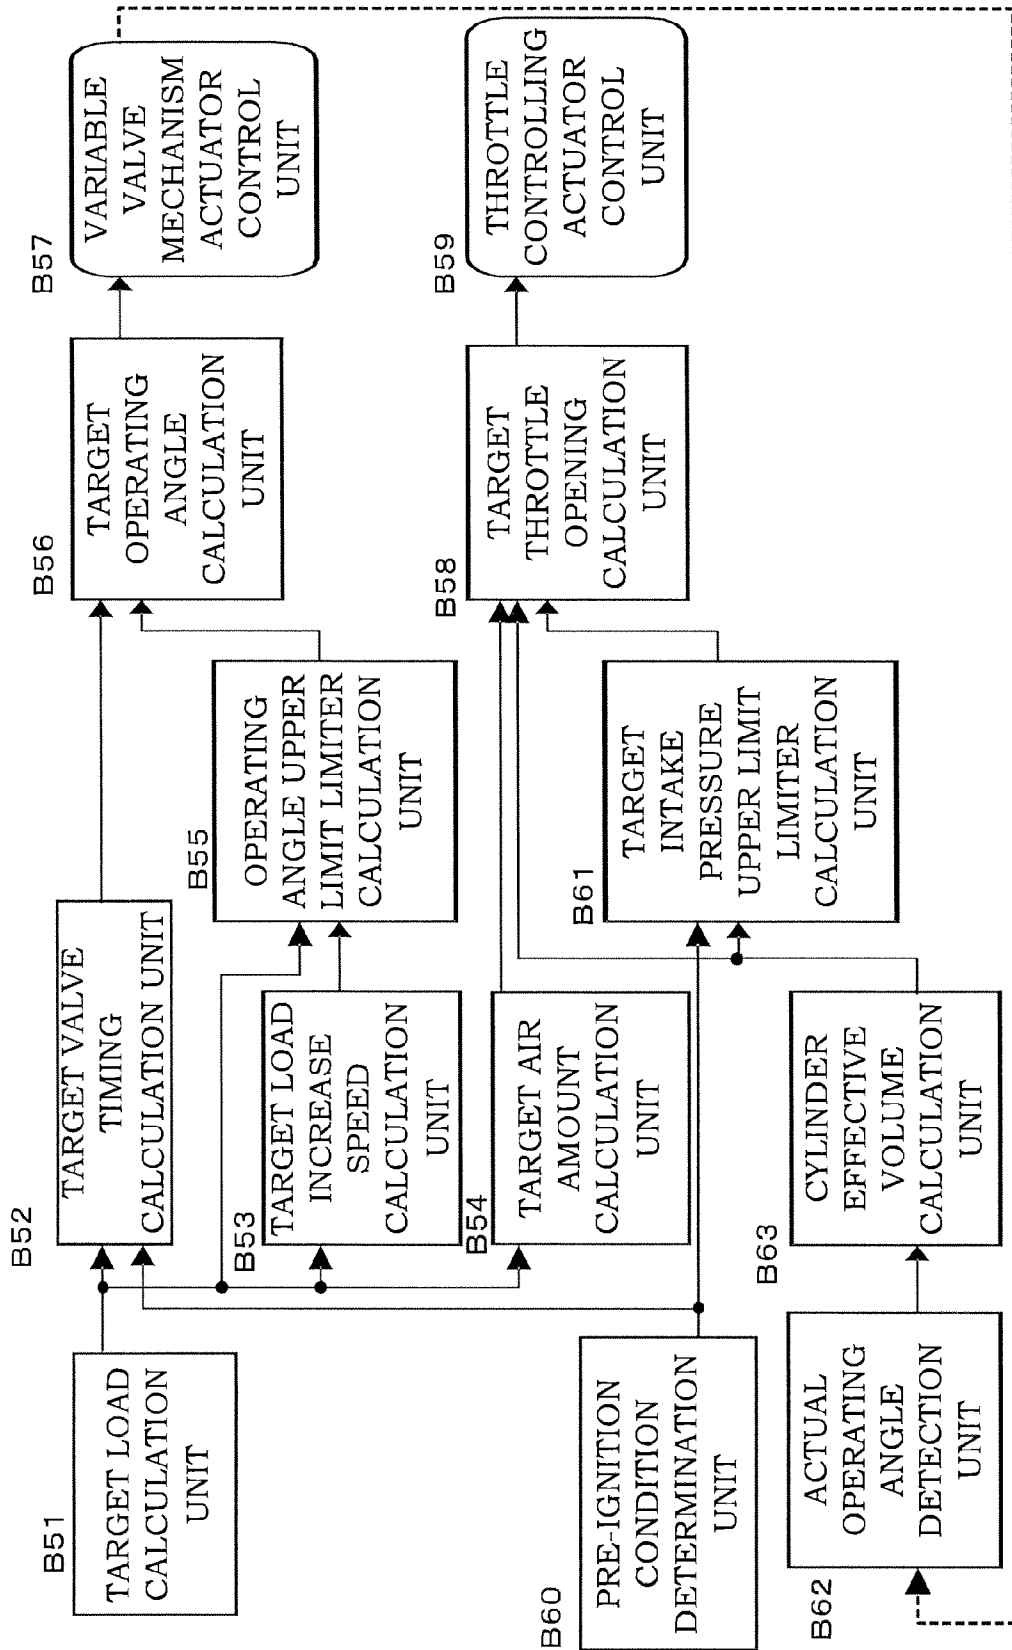 B51
TARGET LOAD
CALCULATION
UNIT
B52
TARGET VALVE
TIMING
CALCULATION UNIT
B53
TARGET LOAD
INCREASE
SPEED
CALCULATION
UNIT
B54
TARGET AIR
AMOUNT
CALCULATION
UNIT
B55
OPERATING
ANGLE UPPER
LIMIT LIMITER
CALCULATION
UNIT
B56
TARGET
OPERATING
ANGLE
CALCULATION
UNIT
B57
VARIABLE
VALVE
MECHANISM
ACTUATOR
CONTROL
UNIT
B58
TARGET
THROTTLE
OPENING
CALCULATION
UNIT
B59
THROTTLE
CONTROLLING
ACTUATOR
CONTROL
UNIT
B60
PRE-IGNITION
CONDITION
DETERMINATION
UNIT
B61
TARGET
INTAKE
PRESSURE
UPPER LIMIT
LIMITER
CALCULATION
UNIT
B62
ACTUAL
OPERATING
ANGLE
DETECTION
UNIT
B63
CYLINDER
EFFECTIVE
VOLUME
CALCULATION
UNIT